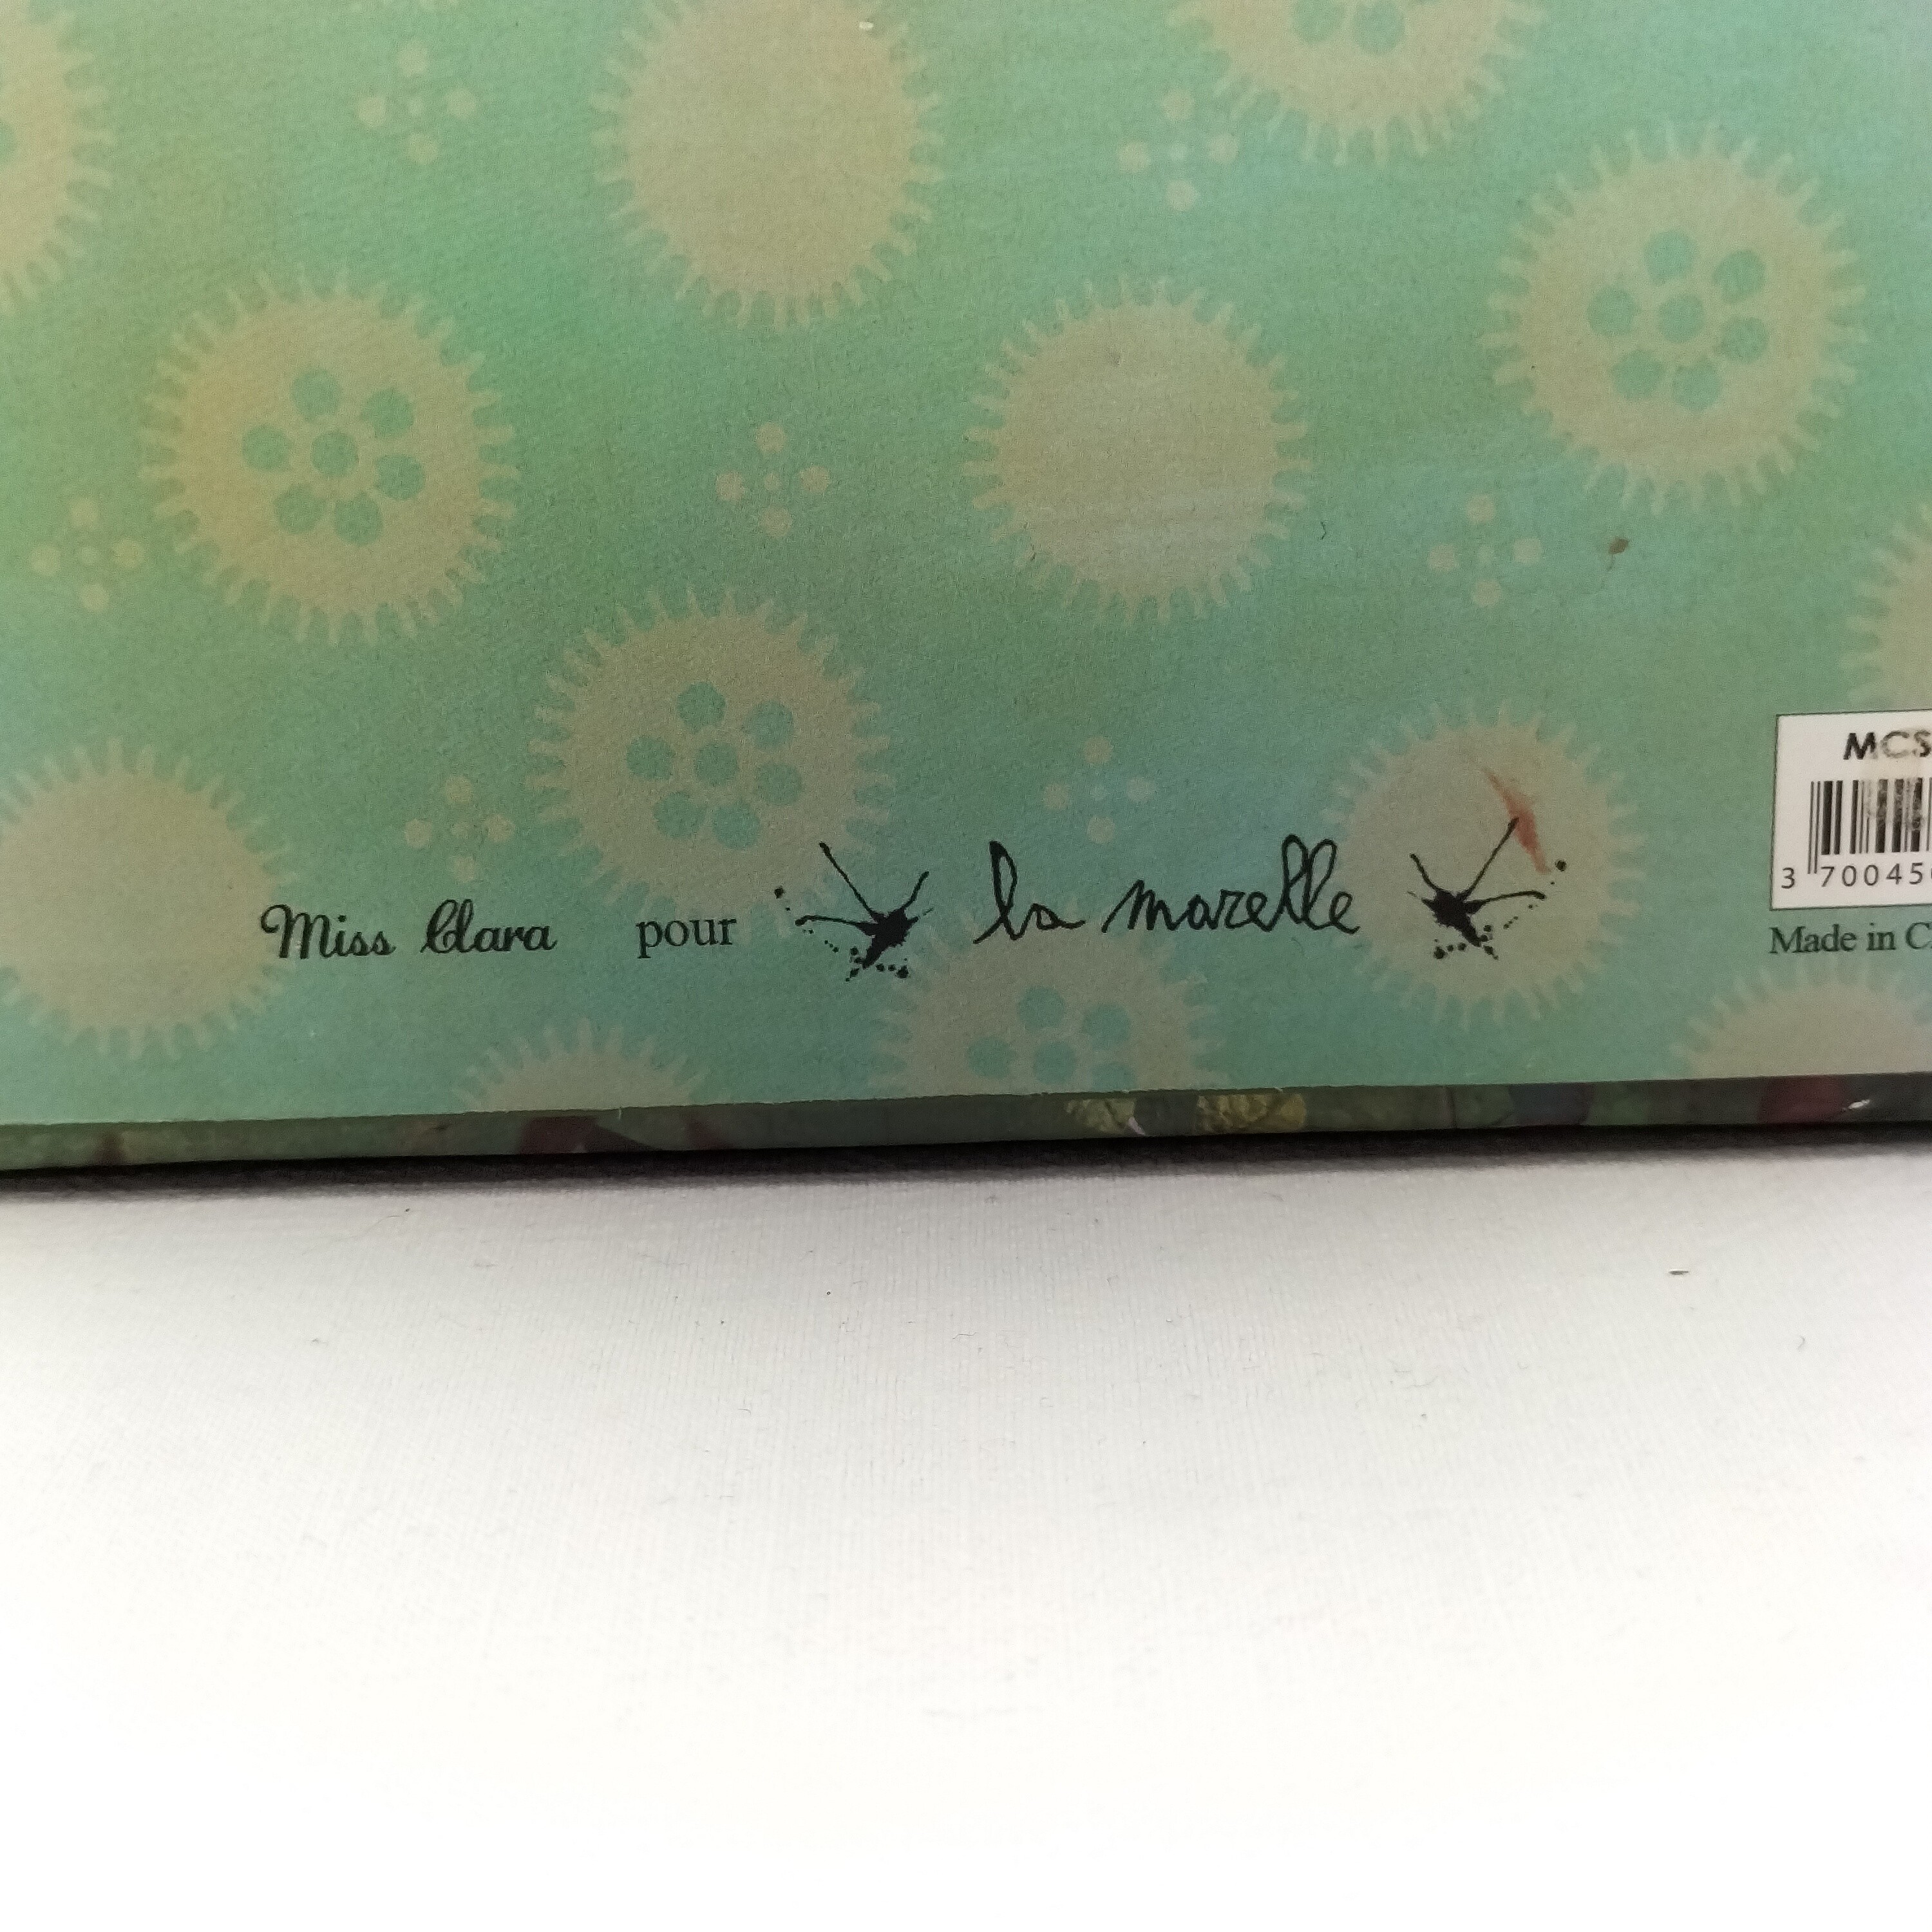 MCS
3 70045
Miss Clara pour la marelle
Made in C